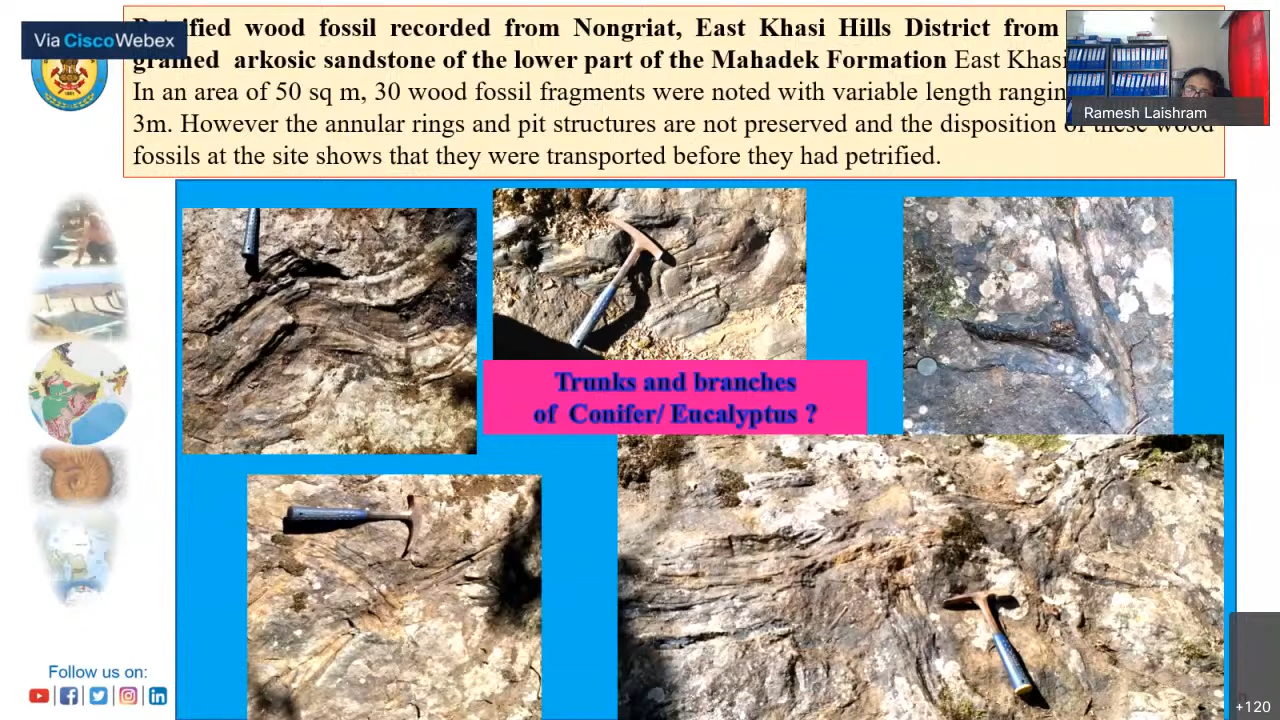 Via Cisco Webex
fied wood fossil recorded from Nongriat, East Khasi Hills District from
grained arkosic sandstone of the lower part of the Mahadek Formation East Khasi
In an area of 50 sq m, 30 wood fossil fragments were noted with variable length rangin
3m. However the annular rings and pit structures are not preserved and the disposition of these wood
fossils at the site shows that they were transported before they had petrified.
Ramesh Laishram
Trunks and branches
of Conifer/ Eucalyptus ?
Follow us on:
+120